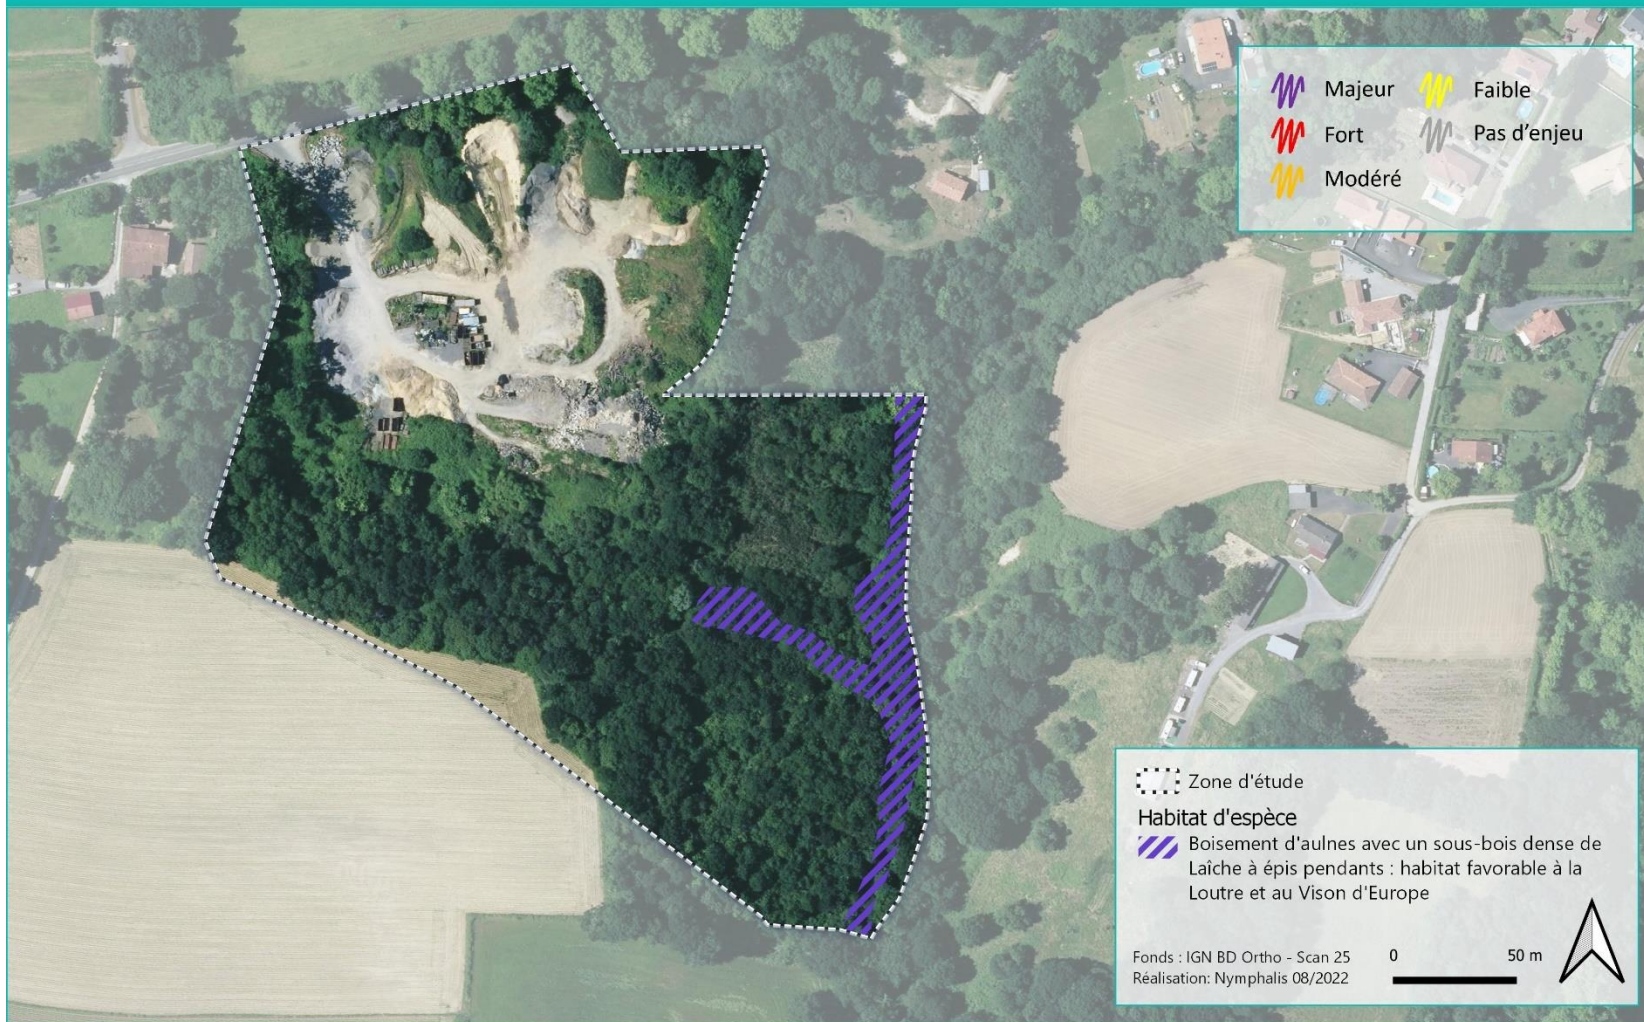 Majeur
Faible
Fort
Pas d’enjeu
Modéré
Zone d'étude
Habitat d'espèce
Boisement d'aulnes avec un sous-bois dense de
Laîche à épis pendants : habitat favorable à la
Loutre et au Vison d'Europe
Fonds : IGN BD Ortho - Scan 25
Réalisation: Nymphalis 08/2022
0 50 m